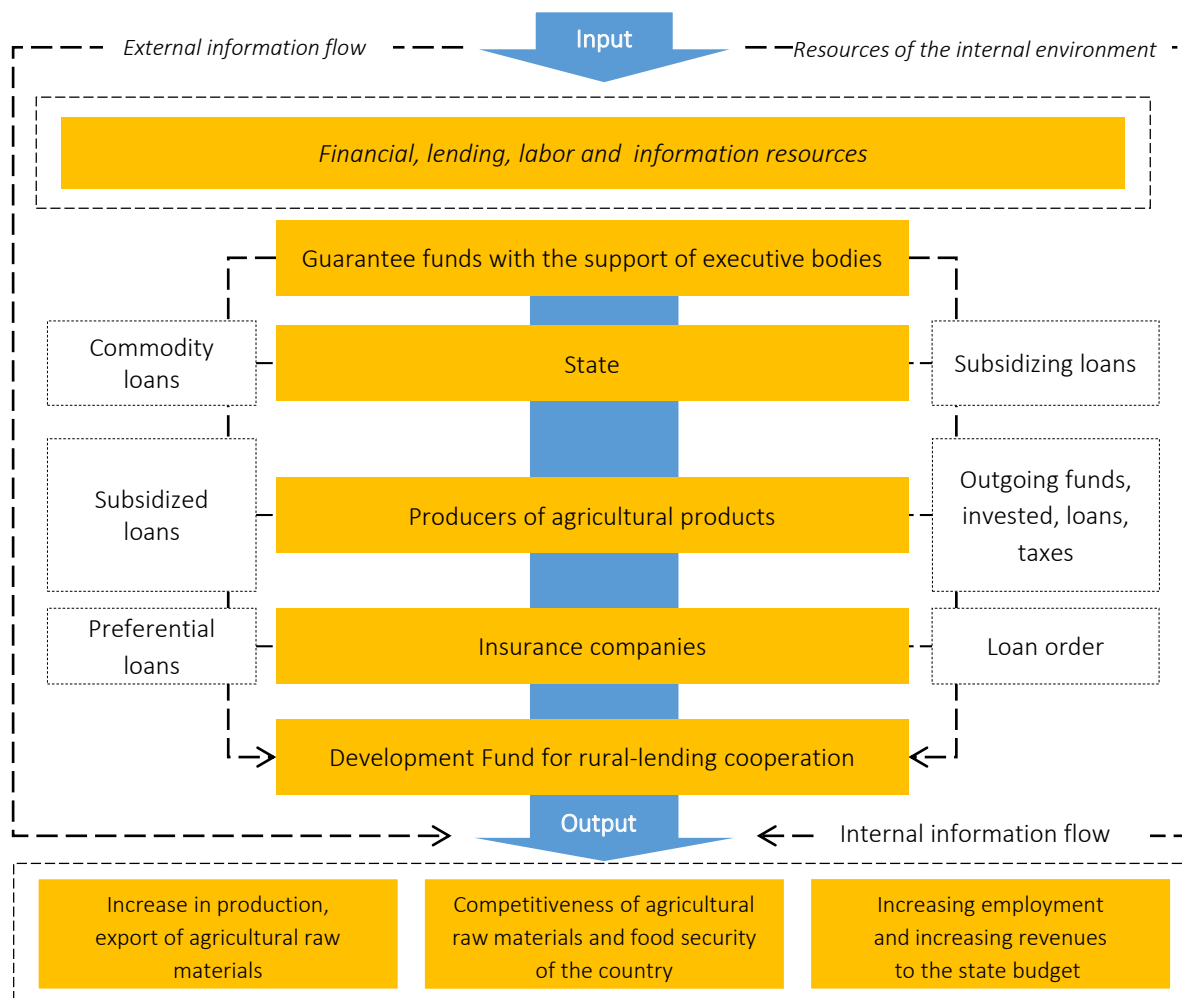 External information flow
Input
Resources of the internal environment
Financial, lending, labor and information resources
Guarantee funds with the support of executive bodies
Commodity
loans
State
Subsidizing loans
Subsidized
loans
Producers of agricultural products
Outgoing funds,
invested, loans,
taxes
Preferential
loans
Insurance companies
Loan order
Development Fund for rural-lending cooperation
Output
Internal information flow
Increase in production,
export of agricultural raw
materials
Competitiveness of agricultural
raw materials and food security
of the country
Increasing employment
and increasing revenues
to the state budget